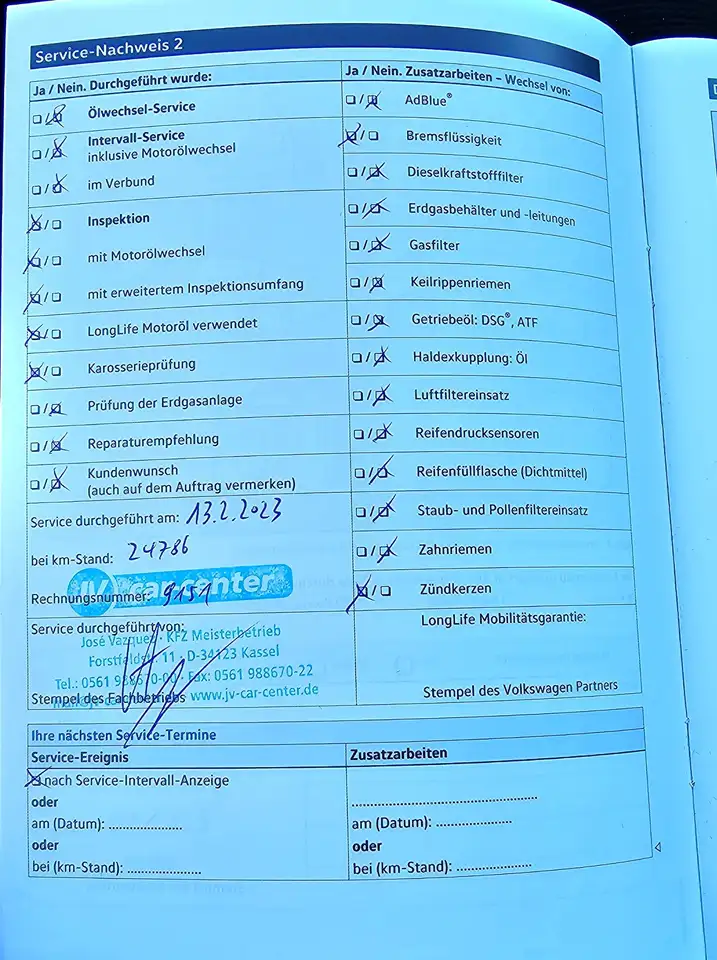 Service-Nachweis 2
Ja / Nein. Durchgeführt wurde:
☐/☒ Ölwechsel-Service
☐/☒ Intervall-Service
inklusive Motorölwechsel
☐/☒ im Verbund
☒/☐ Inspektion
☒/☐ mit Motorölwechsel
☒/☐ mit erweitertem Inspektionsumfang
☒/☐ LongLife Motoröl verwendet
☒/☐ Karosserieprüfung
☐/☒ Prüfung der Erdgasanlage
☐/☒ Reparaturempfehlung
☐/☒ Kundenwunsch
(auch auf dem Auftrag vermerken)
Service durchgeführt am: 13.2.2023
bei km-Stand: 24786
JV car-center
Rechnungsnummer: 9151
Service durchgeführt von:
José Vazquez · KFZ Meisterbetrieb
Forstfeldstr. 11 · D-34123 Kassel
Tel.: 0561 988670-00 · Fax: 0561 988670-22
www.jv-car-center.de
Stempel des Fachbetriebs
Ja / Nein. Zusatzarbeiten – Wechsel von:
☐/☒ AdBlue®
☒/☐ Bremsflüssigkeit
☐/☒ Dieselkraftstofffilter
☐/☒ Erdgasbehälter und -leitungen
☐/☒ Gasfilter
☐/☒ Keilrippenriemen
☐/☒ Getriebeöl: DSG®, ATF
☐/☒ Haldexkupplung: Öl
☐/☒ Luftfiltereinsatz
☐/☒ Reifendrucksensoren
☐/☒ Reifenfüllflasche (Dichtmittel)
☐/☒ Staub- und Pollenfiltereinsatz
☐/☒ Zahnriemen
☒/☐ Zündkerzen
LongLife Mobilitätsgarantie:
Stempel des Volkswagen Partners
Ihre nächsten Service-Termine
Service-Ereignis
☒ nach Service-Intervall-Anzeige
oder
am (Datum): ....................
oder
bei (km-Stand): ....................
Zusatzarbeiten
..................................................
am (Datum): ....................
oder
bei (km-Stand): ....................